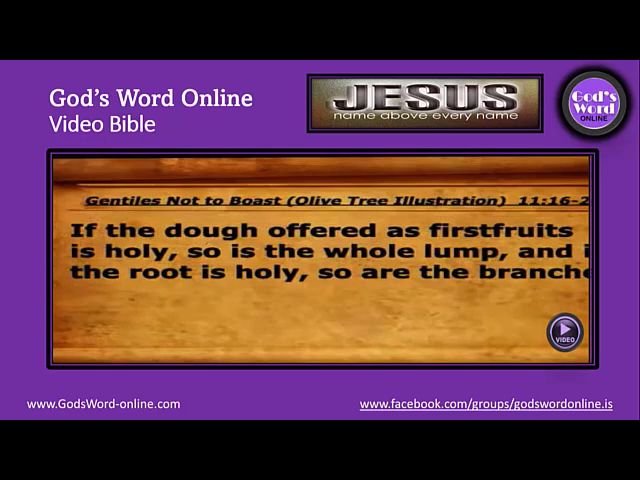 God's Word Online
Video Bible
JESUS
name above every name
God's
Word
ONLINE
Gentiles Not to Boast (Olive Tree Illustration) 11:16-2
If the dough offered as firstfruits
is holy, so is the whole lump, and i
the root is holy, so are the branche
VIDEO
www.GodsWord-online.com
www.facebook.com/groups/godswordonline.is